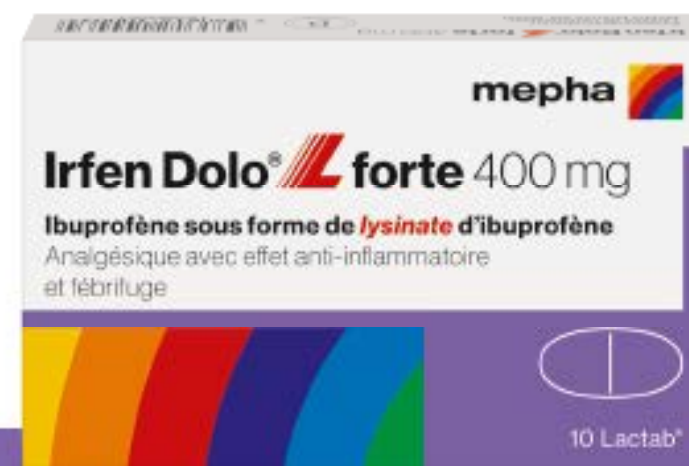 mepha
Irfen Dolo® L forte 400 mg
Ibuprofène sous forme de lysinate d'ibuprofène
Analgésique avec effet anti-inflammatoire
et fébrifuge
10 Lactab®